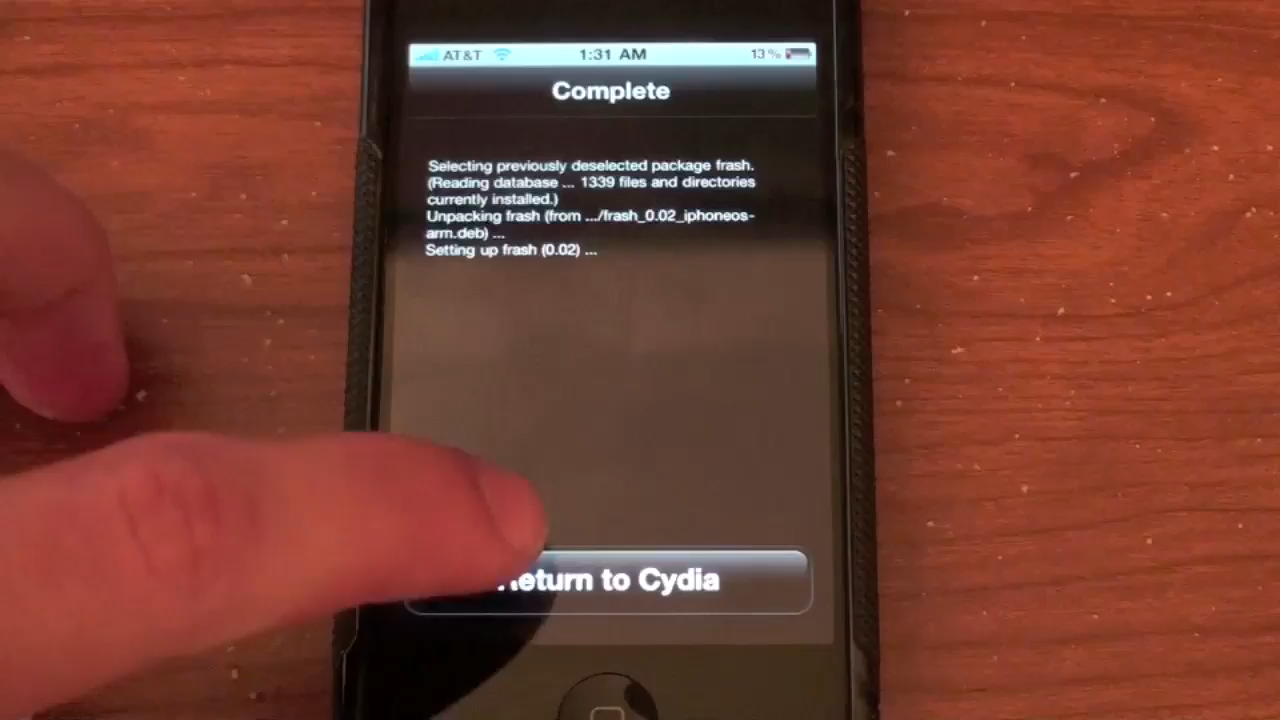 AT&T 1:31 AM 13%
Complete
Selecting previously deselected package frash.
(Reading database ... 1339 files and directories
currently installed.)
Unpacking frash (from .../frash_0.02_iphoneos-
arm.deb) ...
Setting up frash (0.02) ...
Return to Cydia